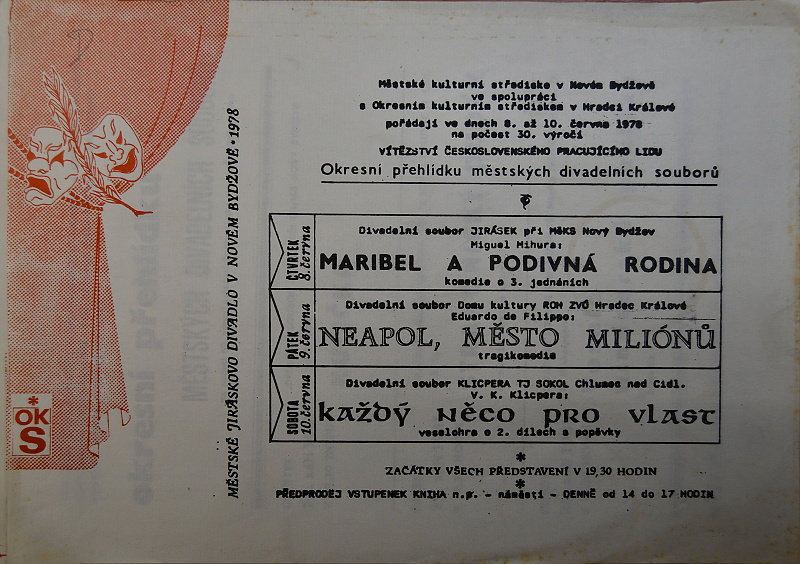 Městské kulturní středisko v Novém Bydžově
ve spolupráci
s Okresním kulturním střediskem v Hradci Králové
pořádají ve dnech 8. až 10. června 1978
na počest 30. výročí
VÍTĚZSTVÍ ČESKOSLOVENSKÉHO PRACUJÍCÍHO LIDU
Okresní přehlídku městských divadelních souborů
MĚSTSKÉ JIRÁSKOVO DIVADLO V NOVÉM BYDŽOVĚ • 1978
ČTVRTEK
8. června
Divadelní soubor JIRÁSEK při MěKS Nový Bydžov
Miguel Mihura:
MARIBEL A PODIVNÁ RODINA
komedie o 3. jednáních
PÁTEK
9. června
Divadelní soubor Domu kultury ROH ZVÚ Hradec Králové
Eduardo de Filippo:
NEAPOL, MĚSTO MILIÓNŮ
tragikomedie
SOBOTA
10. června
Divadelní soubor KLICPERA TJ SOKOL Chlumec nad Cidl.
V. K. Klicpera:
každý něco pro vlast
veselohra o 2. dílech s popěvky
*
ZAČÁTKY VŠECH PŘEDSTAVENÍ V 19,30 HODIN
*
PŘEDPRODEJ VSTUPENEK KNIHA n.p. - náměstí - DENNĚ od 14 do 17 HODIN
*
OK
S